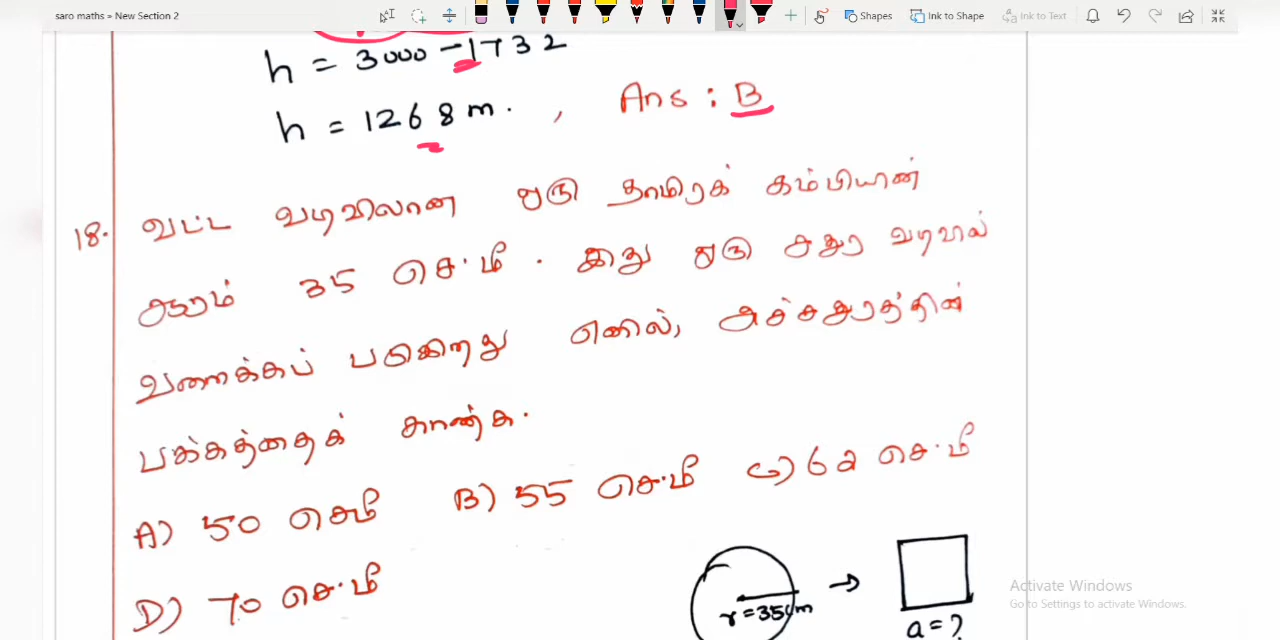 saro maths » New Section 2
Shapes Ink to Shape Ink to Text
h = 3000 - 1732
h = 1268 m. , Ans : B
18. வட்ட வடிவிலான ஒரு தாமிரக் கம்பியின்
ஆரம் 35 செ.மீ. இது ஒரு சதுர வடிவில்
வளைக்கப் படுகிறது எனில், அச்சதுரத்தின்
பக்கத்தைக் காண்க.
A) 50 செமீ B) 55 செ.மீ C) 62 செ.மீ
D) 70 செ.மீ
r = 35cm
a = ?
Activate Windows
Go to Settings to activate Windows.